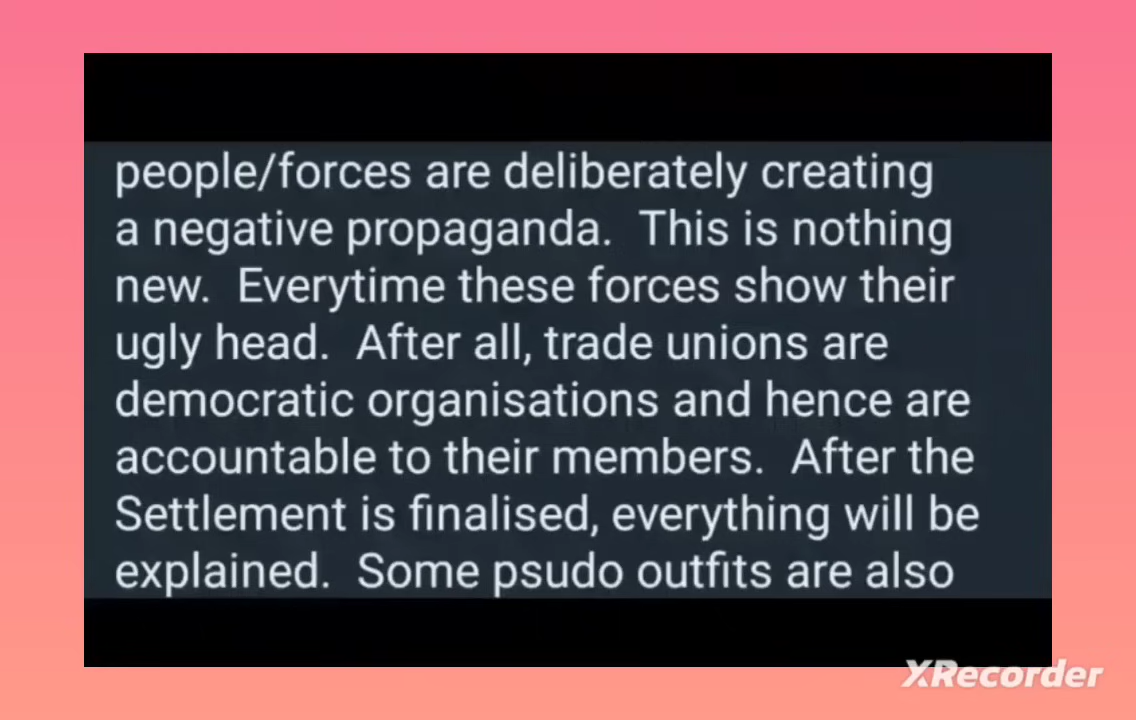 people/forces are deliberately creating
a negative propaganda.  This is nothing
new.  Everytime these forces show their
ugly head.  After all, trade unions are
democratic organisations and hence are
accountable to their members.  After the
Settlement is finalised, everything will be
explained.  Some psudo outfits are also
XRecorder